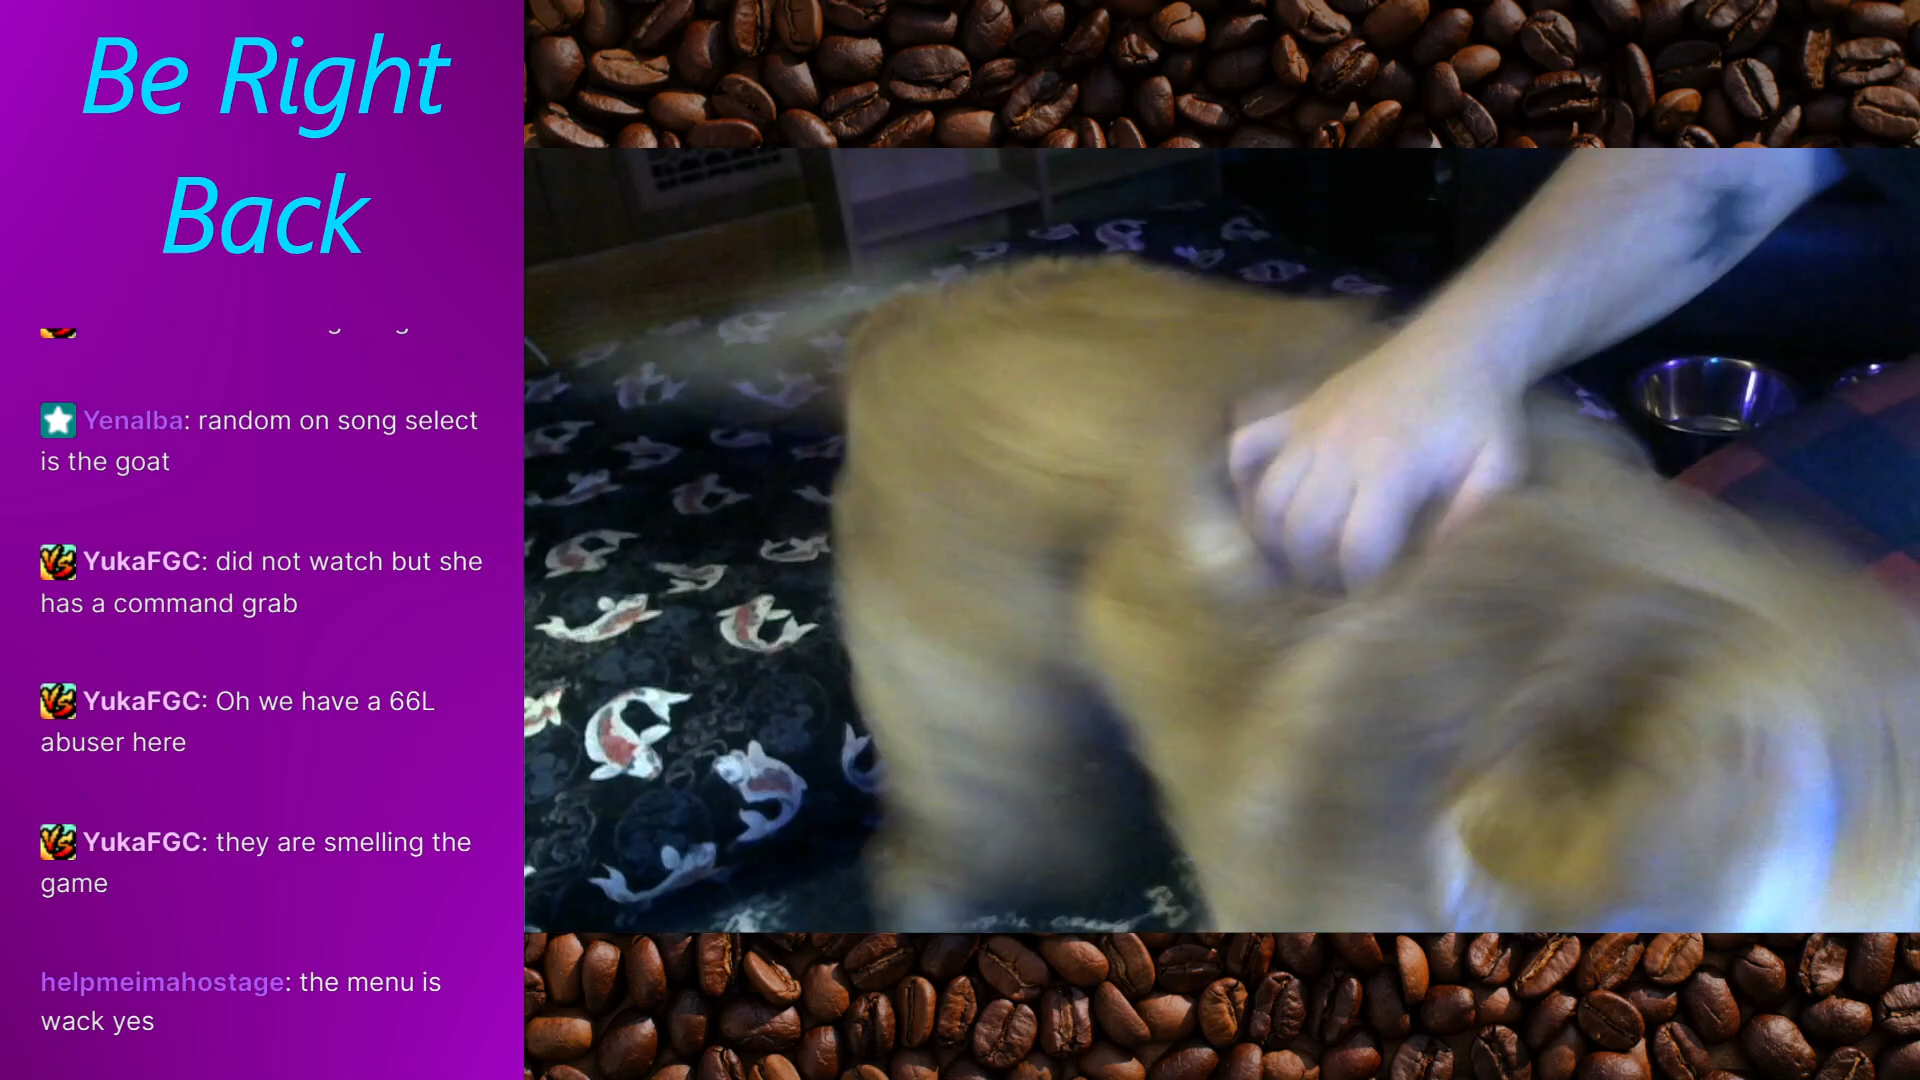 Be Right
Back
Yenalba: random on song select
is the goat
YukaFGC: did not watch but she
has a command grab
YukaFGC: Oh we have a 66L
abuser here
YukaFGC: they are smelling the
game
helpmeimahostage: the menu is
wack yes